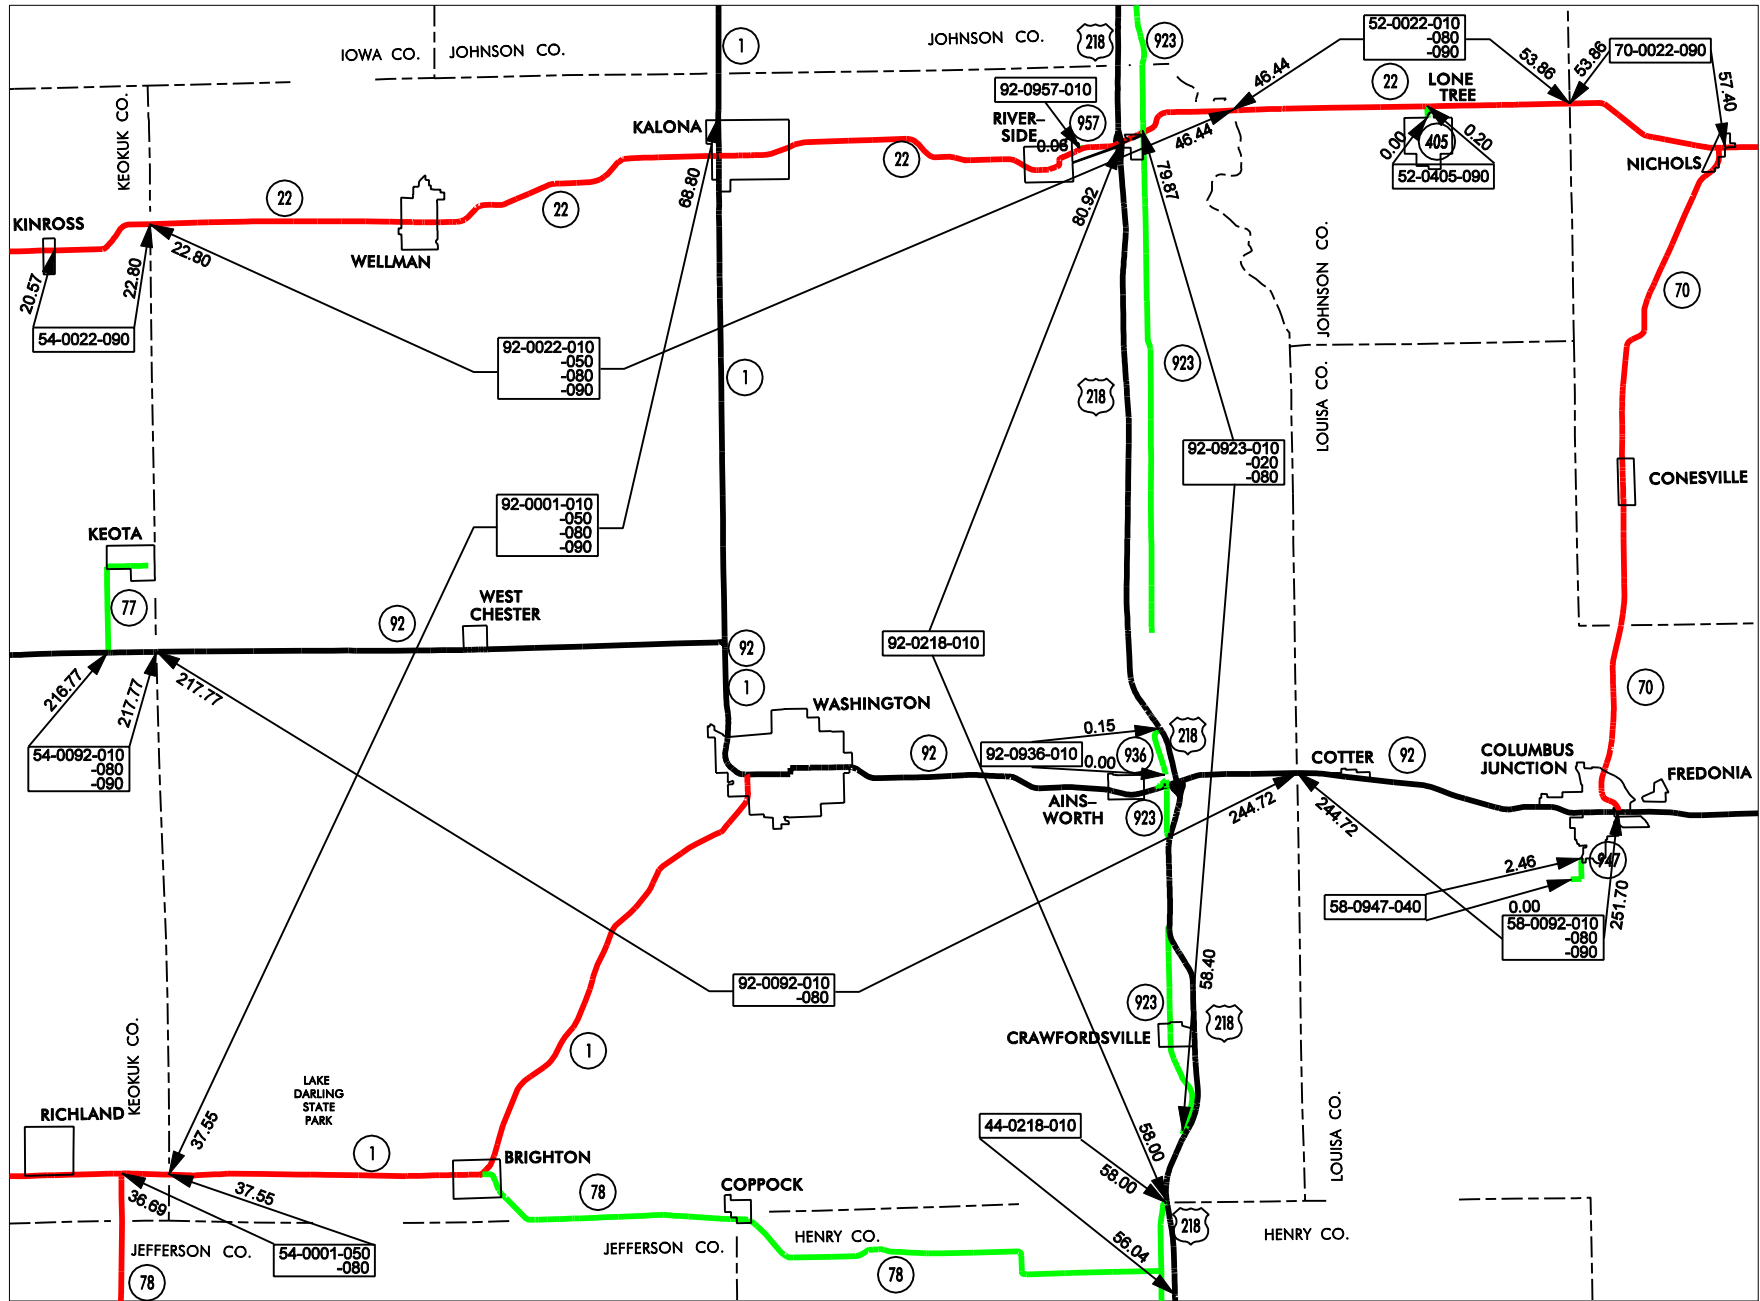 IOWA CO.
JOHNSON CO.
1
JOHNSON CO.
218
923
52-0022-010
-080
-090
70-0022-090
46.44
53.86
53.86
57.40
22
LONE
TREE
KEOKUK CO.
KALONA
92-0957-010
RIVER-
SIDE
957
0.06
46.44
0.00
405
0.20
52-0405-090
NICHOLS
22
68.80
80.92
79.87
22
22
KINROSS
WELLMAN
22.80
22.80
20.57
54-0022-090
JOHNSON CO.
70
92-0022-010
-050
-080
-090
1
218
923
LOUISA CO.
92-0923-010
-020
-080
CONESVILLE
92-0001-010
-050
-080
-090
KEOTA
77
92
WEST
CHESTER
92
1
92-0218-010
216.77
217.77
217.77
54-0092-010
-080
-090
WASHINGTON
92
0.15
92-0936-010
0.00
936
218
AINS-
WORTH
923
244.72
COTTER
92
244.72
COLUMBUS
JUNCTION
FREDONIA
70
2.46
947
58-0947-040
0.00
58-0092-010
-080
-090
251.70
92-0092-010
-080
58.40
923
218
CRAWFORDSVILLE
1
KEOKUK CO.
LAKE
DARLING
STATE
PARK
RICHLAND
37.55
1
BRIGHTON
78
COPPOCK
44-0218-010
58.00
58.00
LOUISA CO.
36.69
37.55
54-0001-050
-080
JEFFERSON CO.
78
JEFFERSON CO.
HENRY CO.
78
56.04
218
HENRY CO.